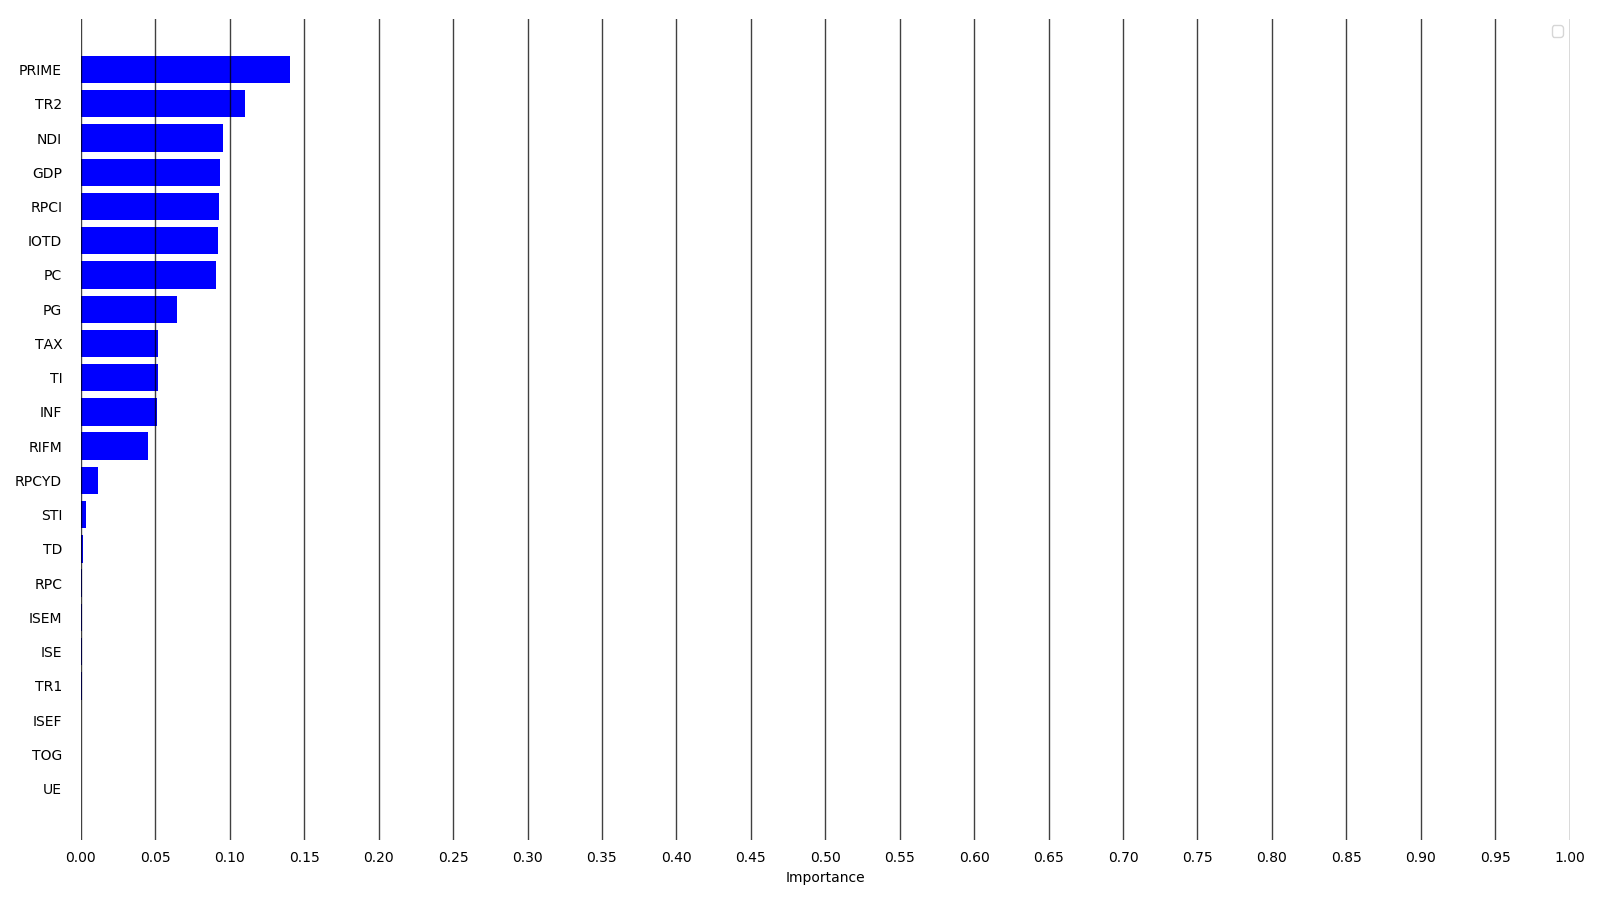 PRIME
TR2
NDI
GDP
RPCI
IOTD
PC
PG
TAX
TI
INF
RIFM
RPCYD
STI
TD
RPC
ISEM
ISE
TR1
ISEF
TOG
UE
0.00 0.05 0.10 0.15 0.20 0.25 0.30 0.35 0.40 0.45 0.50 0.55 0.60 0.65 0.70 0.75 0.80 0.85 0.90 0.95 1.00
Importance